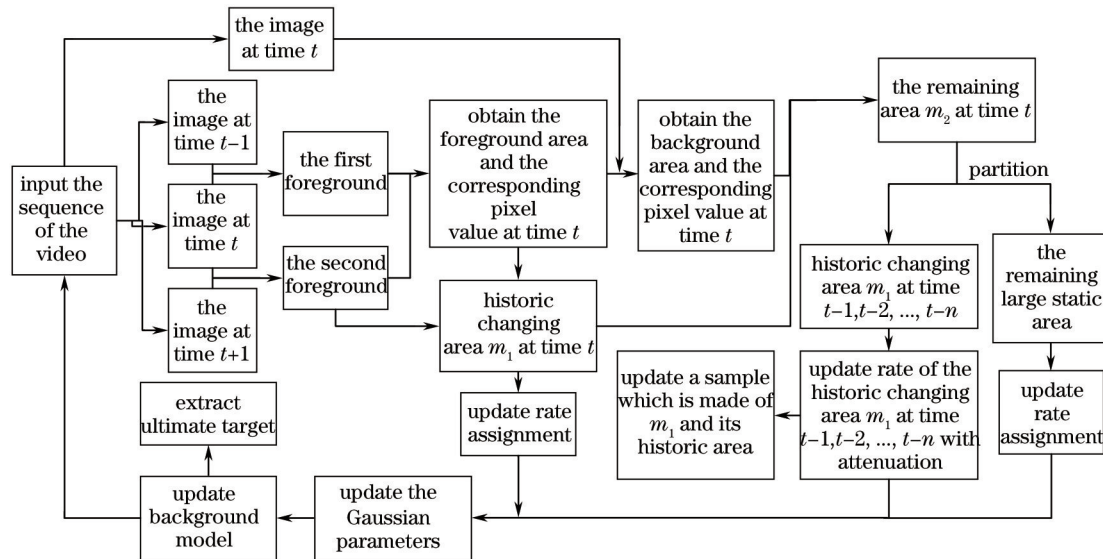 the image
at time t
the
image at
time t−1
input the
sequence
of the
video
the
image at
time t
the
image at
time t+1
the first
foreground
the second
foreground
obtain the
foreground area
and the
corresponding
pixel
value at time t
obtain the
background
area and the
corresponding
pixel value at
time t
the remaining
area m₂ at time t
partition
historic
changing
area m₁ at time t
historic changing
area m₁ at time
t−1,t−2, ..., t−n
the
remaining
large static
area
update rate
assignment
update a sample
which is made of
m₁ and its
historic area
update rate of the
historic changing
area m₁ at time
t−1,t−2, ..., t−n with
attenuation
update
rate
assignment
extract
ultimate target
update
background
model
update the
Gaussian
parameters